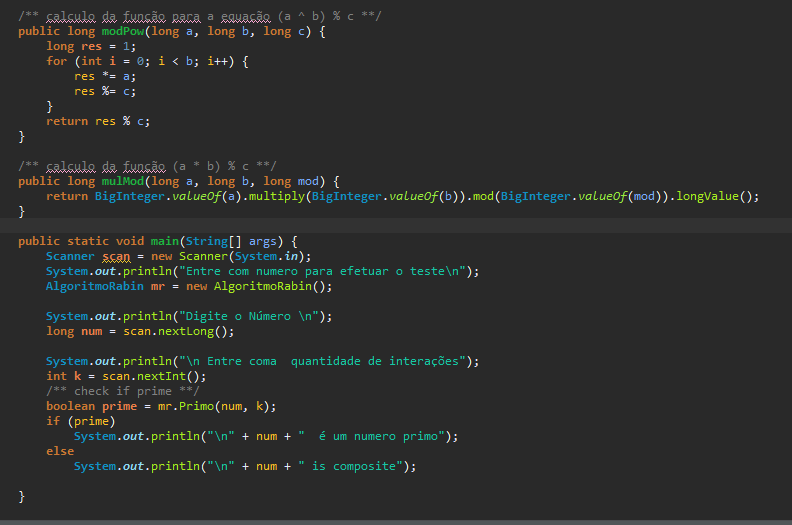 /** calculo da função para a equação (a ^ b) % c **/
public long modPow(long a, long b, long c) {
    long res = 1;
    for (int i = 0; i < b; i++) {
        res *= a;
        res %= c;
    }
    return res % c;
}
/** calculo da função (a * b) % c **/
public long mulMod(long a, long b, long mod) {
    return BigInteger.valueOf(a).multiply(BigInteger.valueOf(b)).mod(BigInteger.valueOf(mod)).longValue();
}
public static void main(String[] args) {
    Scanner scan = new Scanner(System.in);
    System.out.println("Entre com numero para efetuar o teste\n");
    AlgoritmoRabin mr = new AlgoritmoRabin();
    System.out.println("Digite o Número \n");
    long num = scan.nextLong();
    System.out.println("\n Entre coma  quantidade de interações");
    int k = scan.nextInt();
    /** check if prime **/
    boolean prime = mr.Primo(num, k);
    if (prime)
        System.out.println("\n" + num + "  é um numero primo");
    else
        System.out.println("\n" + num + " is composite");
}